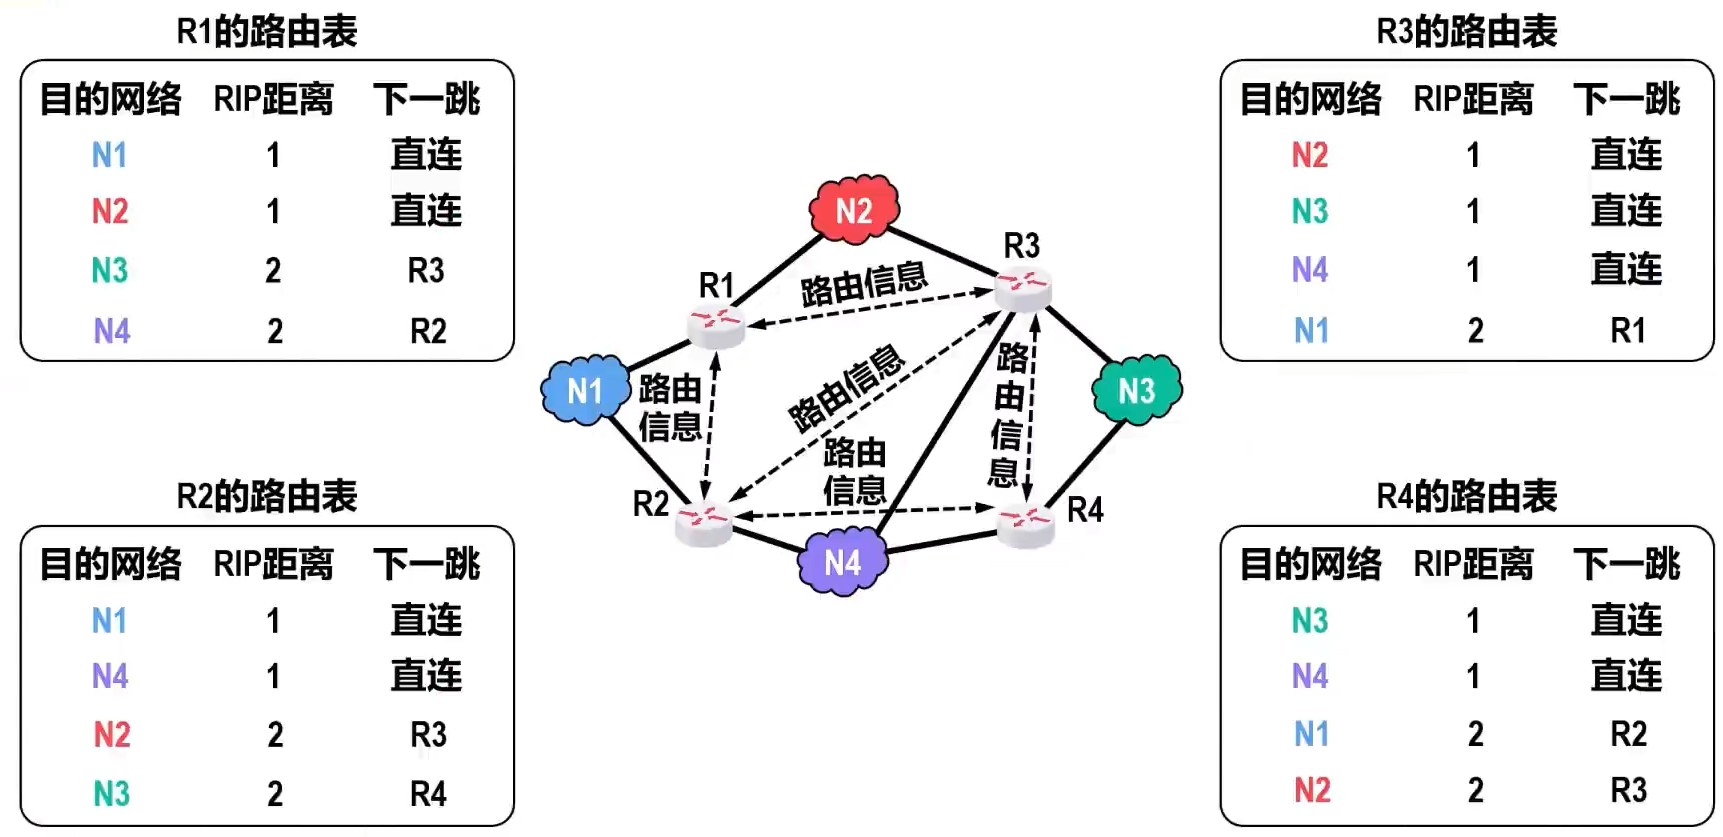 R1的路由表
目的网络 RIP距离 下一跳
N1 1 直连
N2 1 直连
N3 2 R3
N4 2 R2
R3的路由表
目的网络 RIP距离 下一跳
N2 1 直连
N3 1 直连
N4 1 直连
N1 2 R1
N2
R3
R1
路由信息
N1
路由
信息
路由信息
路
由
信
息
N3
路由
信息
R2
R4
N4
R2的路由表
目的网络 RIP距离 下一跳
N1 1 直连
N4 1 直连
N2 2 R3
N3 2 R4
R4的路由表
目的网络 RIP距离 下一跳
N3 1 直连
N4 1 直连
N1 2 R2
N2 2 R3